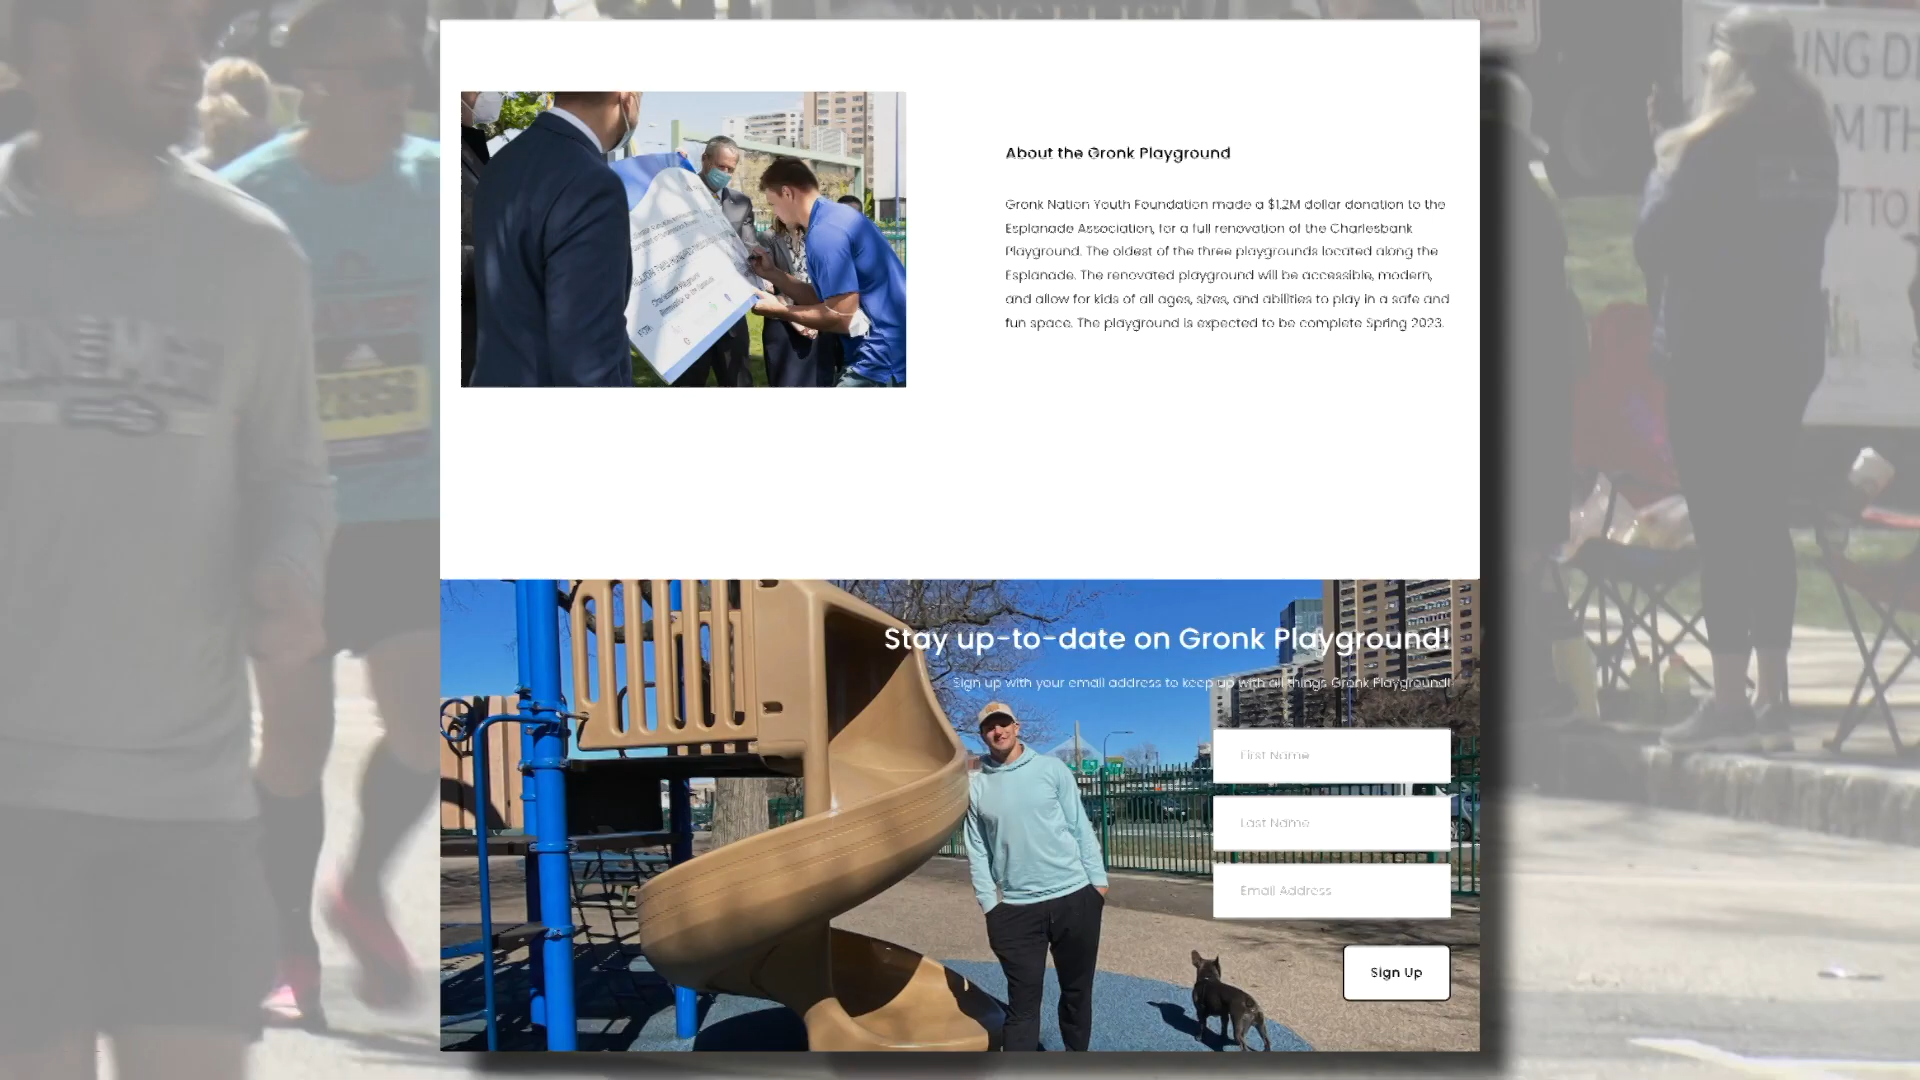 About the Gronk Playground
Gronk Nation Youth Foundation made a $1.2M dollar donation to the
Esplanade Association, for a full renovation of the Charlesbank
Playground. The oldest of the three playgrounds located along the
Esplanade. The renovated playground will be accessible, modern,
and allow for kids of all ages, sizes, and abilities to play in a safe and
fun space. The playground is expected to be complete Spring 2023.
Stay up-to-date on Gronk Playground!
Sign up with your email address to keep up with all things Gronk Playground!
First Name
Last Name
Email Address
Sign Up